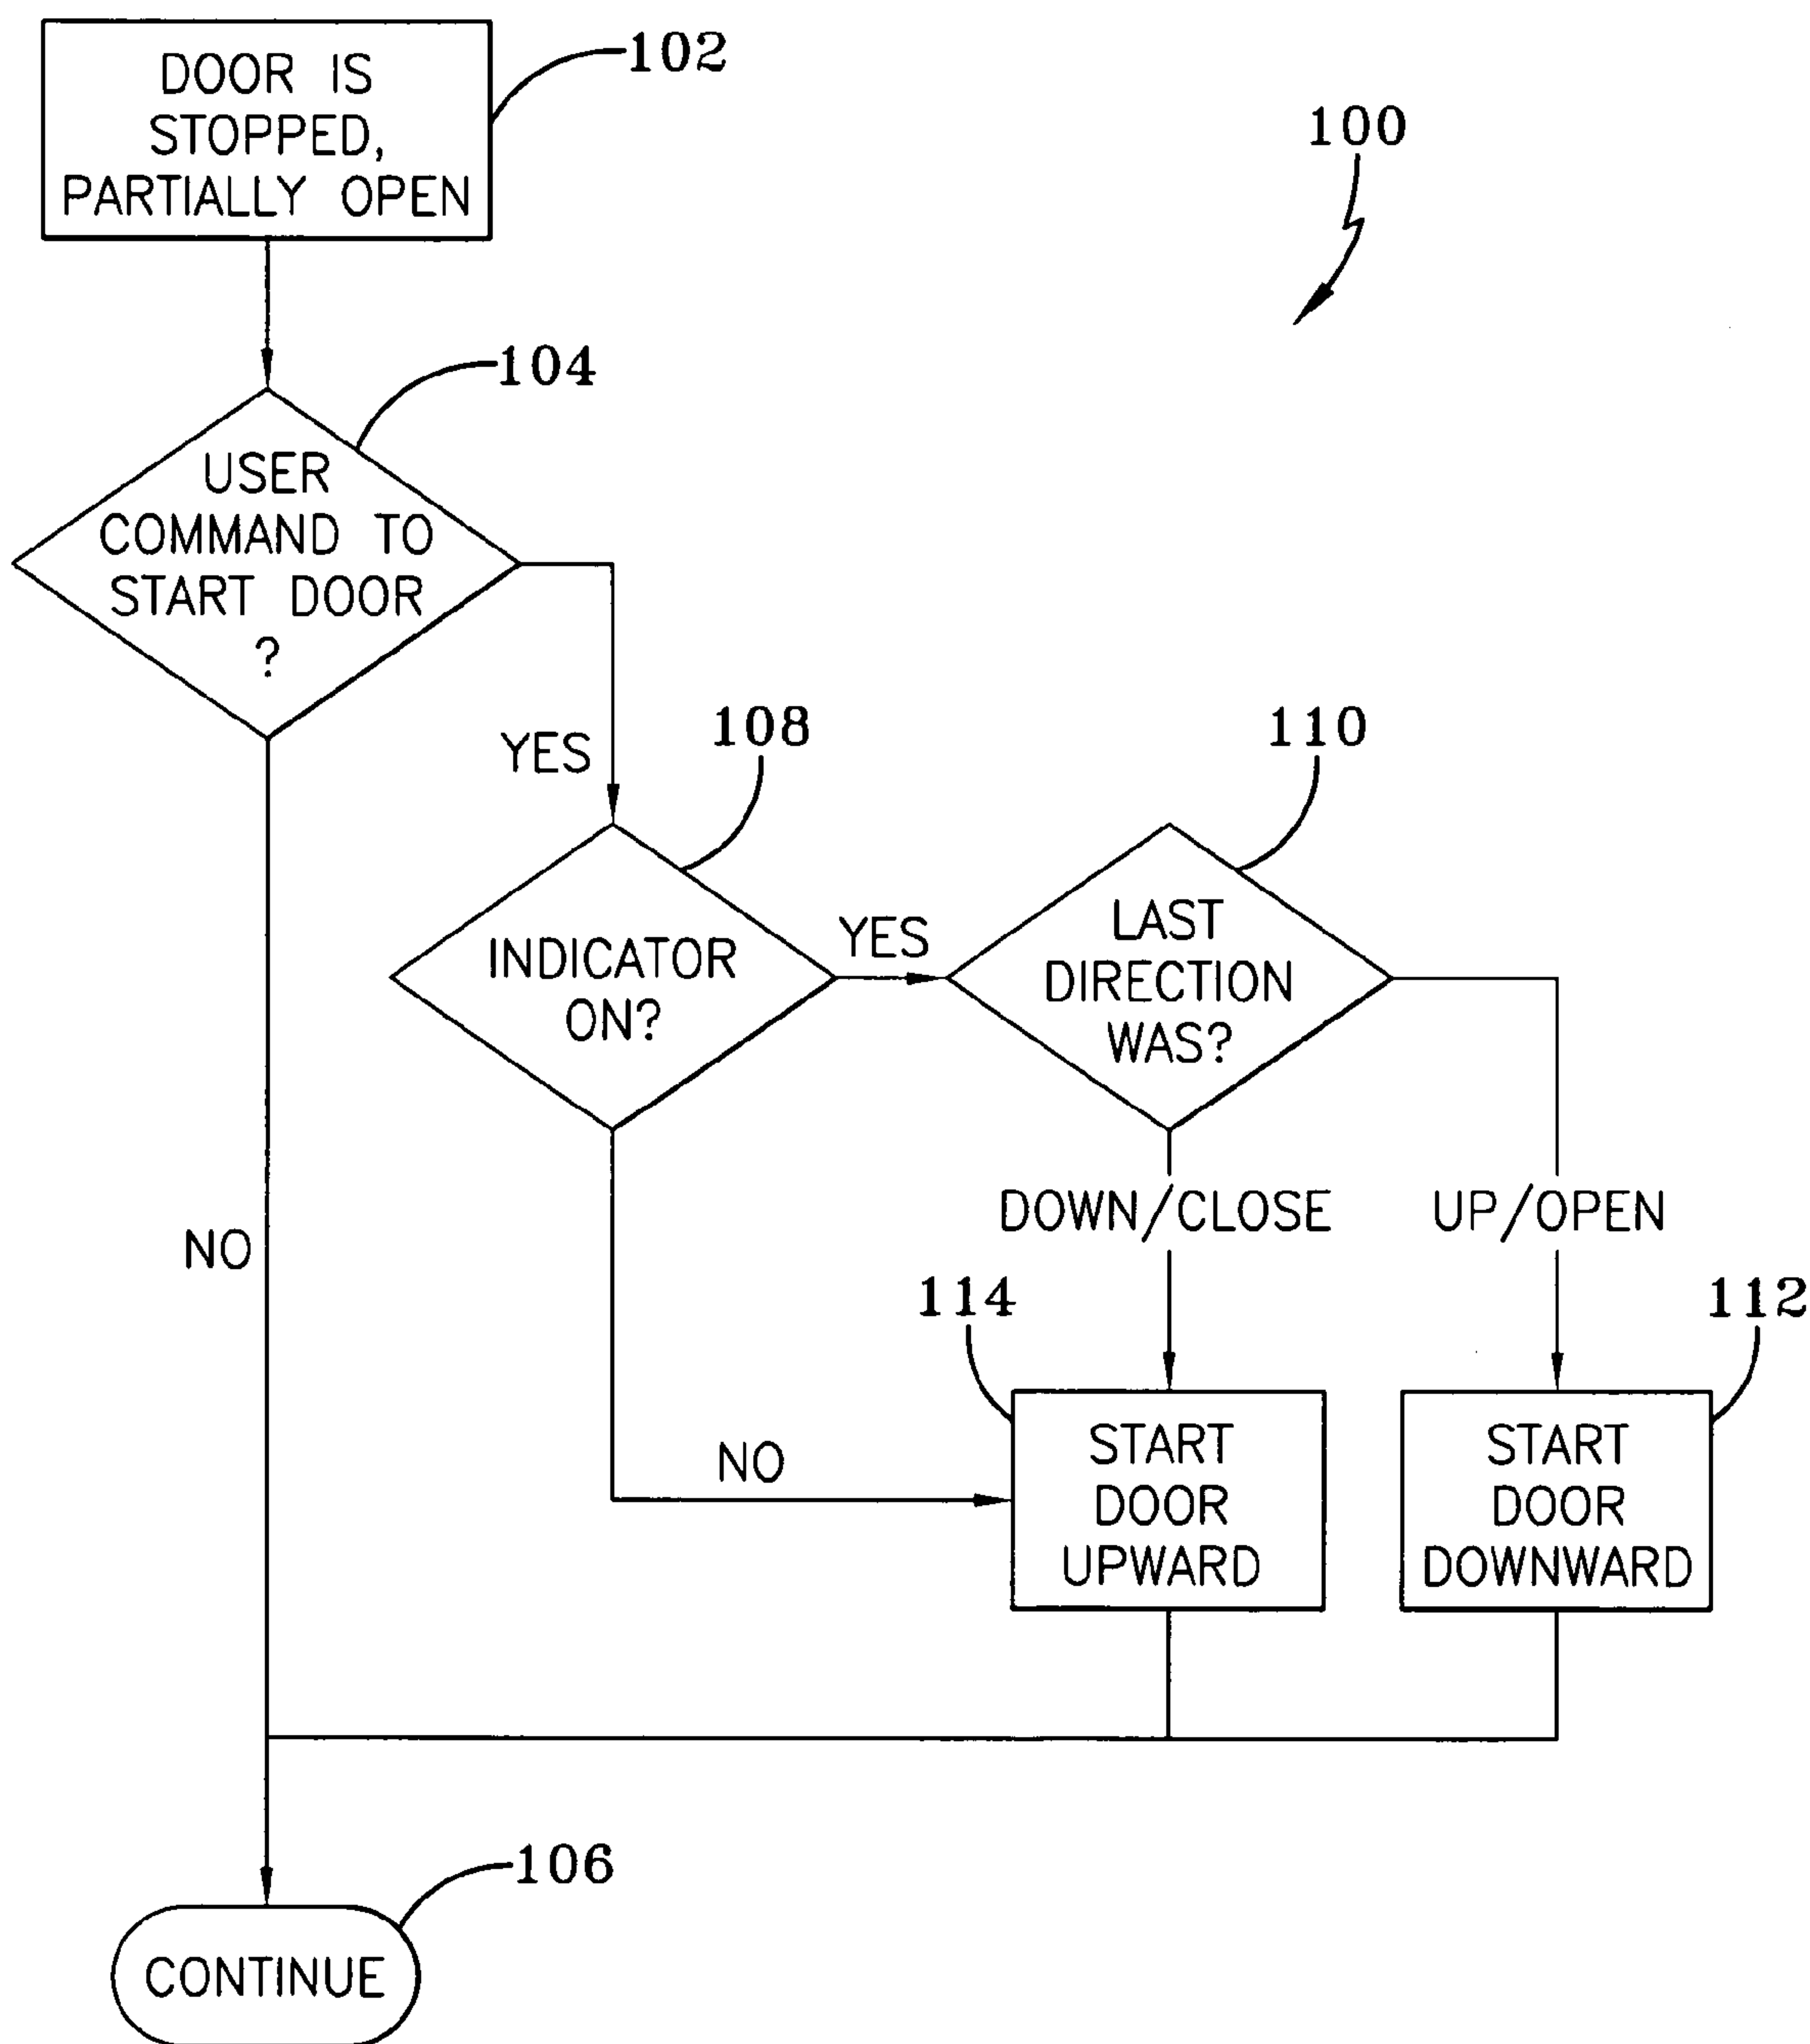 DOOR IS
STOPPED,
PARTIALLY OPEN
102
100
104
USER
COMMAND TO
START DOOR
?
YES
108
110
INDICATOR
ON?
YES
LAST
DIRECTION
WAS?
NO
DOWN/CLOSE
UP/OPEN
114
112
NO
START
DOOR
UPWARD
START
DOOR
DOWNWARD
106
CONTINUE